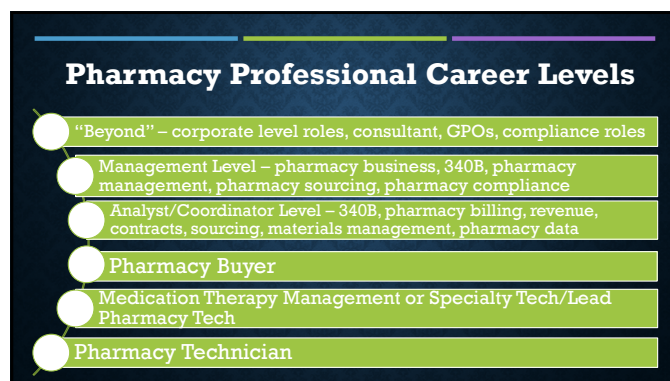 Pharmacy Professional Career Levels
“Beyond” – corporate level roles, consultant, GPOs, compliance roles
Management Level – pharmacy business, 340B, pharmacy
management, pharmacy sourcing, pharmacy compliance
Analyst/Coordinator Level – 340B, pharmacy billing, revenue,
contracts, sourcing, materials management, pharmacy data
Pharmacy Buyer
Medication Therapy Management or Specialty Tech/Lead
Pharmacy Tech
Pharmacy Technician